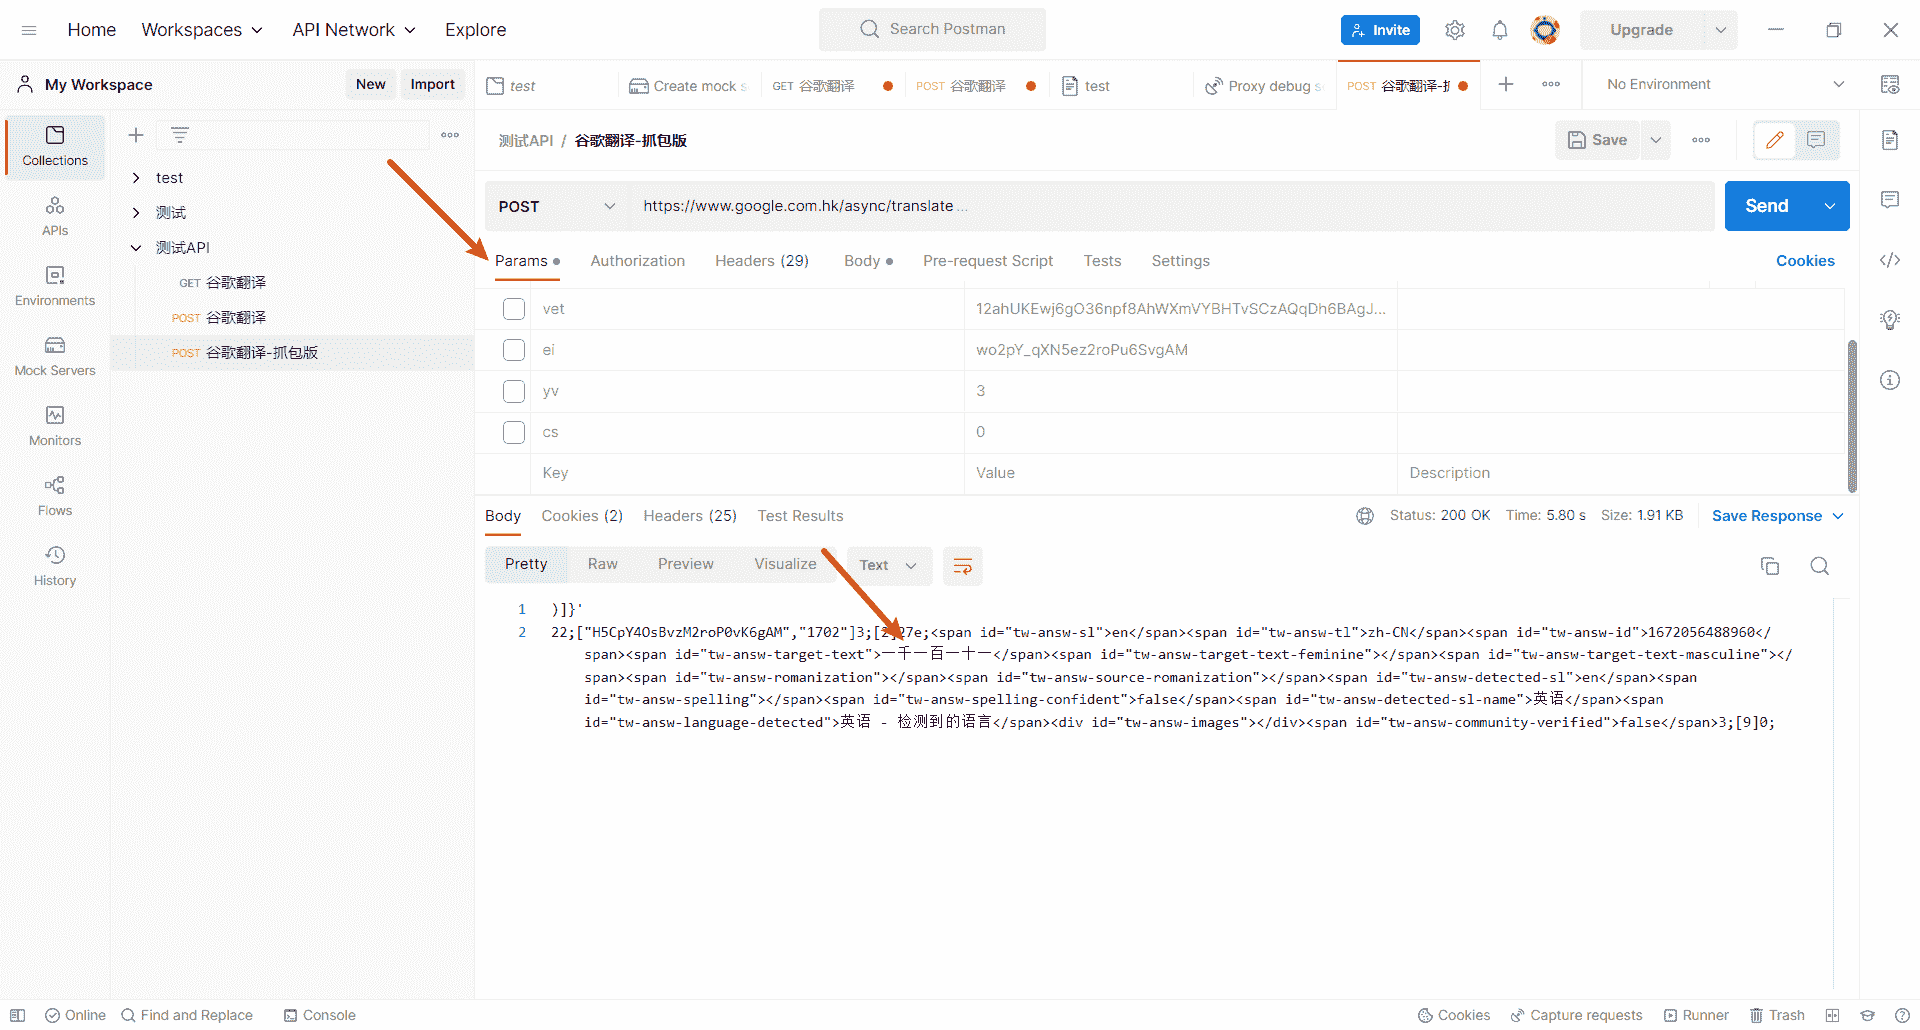 Home Workspaces API Network Explore Search Postman Invite Upgrade
My Workspace New Import test Create mock s GET 谷歌翻译 POST 谷歌翻译 test Proxy debug s POST 谷歌翻译-抓 No Environment
Collections
APIs
Environments
Mock Servers
Monitors
Flows
History
test
测试
测试API
GET 谷歌翻译
POST 谷歌翻译
POST 谷歌翻译-抓包版
测试API / 谷歌翻译-抓包版 Save
POST https://www.google.com.hk/async/translate ... Send
Params Authorization Headers (29) Body Pre-request Script Tests Settings Cookies
vet 12ahUKEwj6gO36npf8AhWXmVYBHTvSCzAQqDh6BAgJ...
ei wo2pY_qXN5ez2roPu6SvgAM
yv 3
cs 0
Key Value Description
Body Cookies (2) Headers (25) Test Results Status: 200 OK Time: 5.80 s Size: 1.91 KB Save Response
Pretty Raw Preview Visualize Text
1 )]}'
2 22;["H5CpY4OsBvzM2roP0vK6gAM","1702"]3;[2]27e;<span id="tw-answ-sl">en</span><span id="tw-answ-tl">zh-CN</span><span id="tw-answ-id">1672056488960</
span><span id="tw-answ-target-text">一千一百一十一</span><span id="tw-answ-target-text-feminine"></span><span id="tw-answ-target-text-masculine"></
span><span id="tw-answ-romanization"></span><span id="tw-answ-source-romanization"></span><span id="tw-answ-detected-sl">en</span><span
id="tw-answ-spelling"></span><span id="tw-answ-spelling-confident">false</span><span id="tw-answ-detected-sl-name">英语</span><span
id="tw-answ-language-detected">英语 - 检测到的语言</span><div id="tw-answ-images"></div><span id="tw-answ-community-verified">false</span>3;[9]0;
Online Find and Replace Console Cookies Capture requests Runner Trash